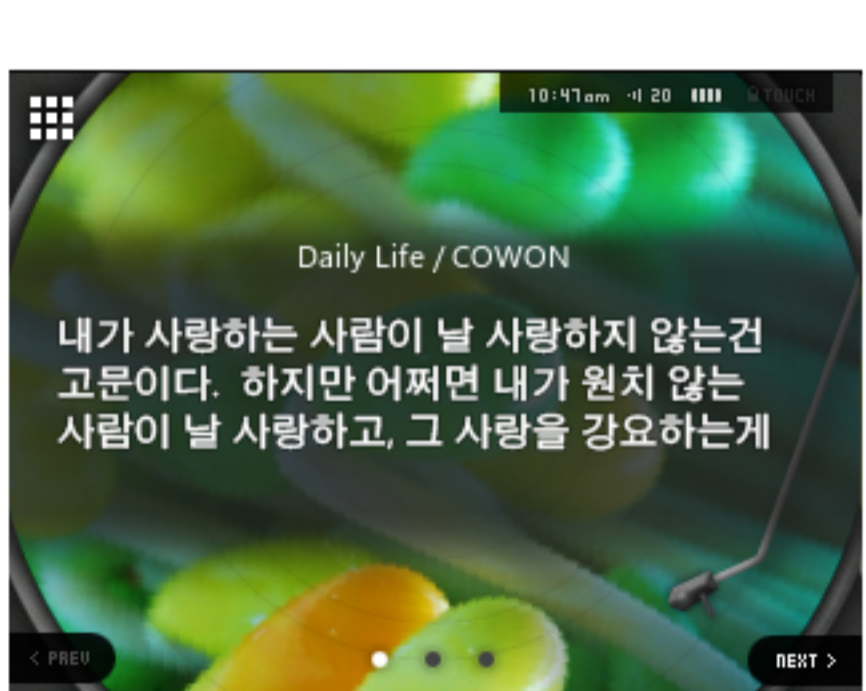 10:47am 20 TOUCH
Daily Life / COWON
내가 사랑하는 사람이 날 사랑하지 않는건
고문이다. 하지만 어쩌면 내가 원치 않는
사람이 날 사랑하고, 그 사랑을 강요하는게
< PREV
NEXT >